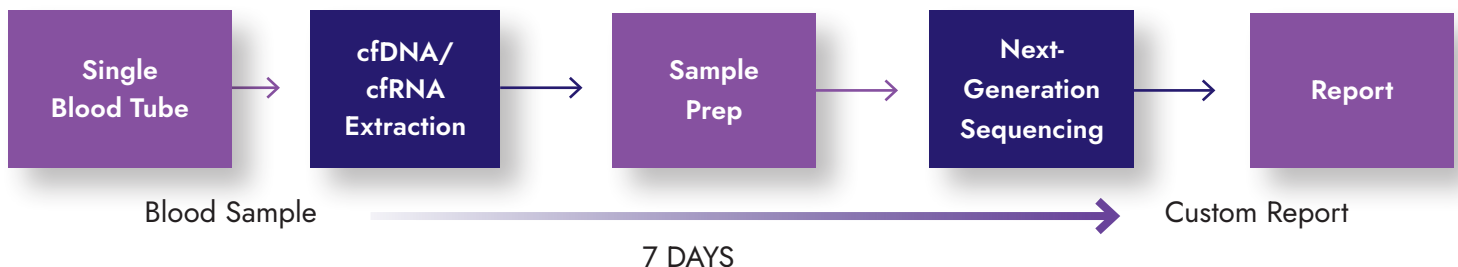 Single
Blood Tube
cfDNA/
cfRNA
Extraction
Sample
Prep
Next-
Generation
Sequencing
Report
Blood Sample
Custom Report
7 DAYS